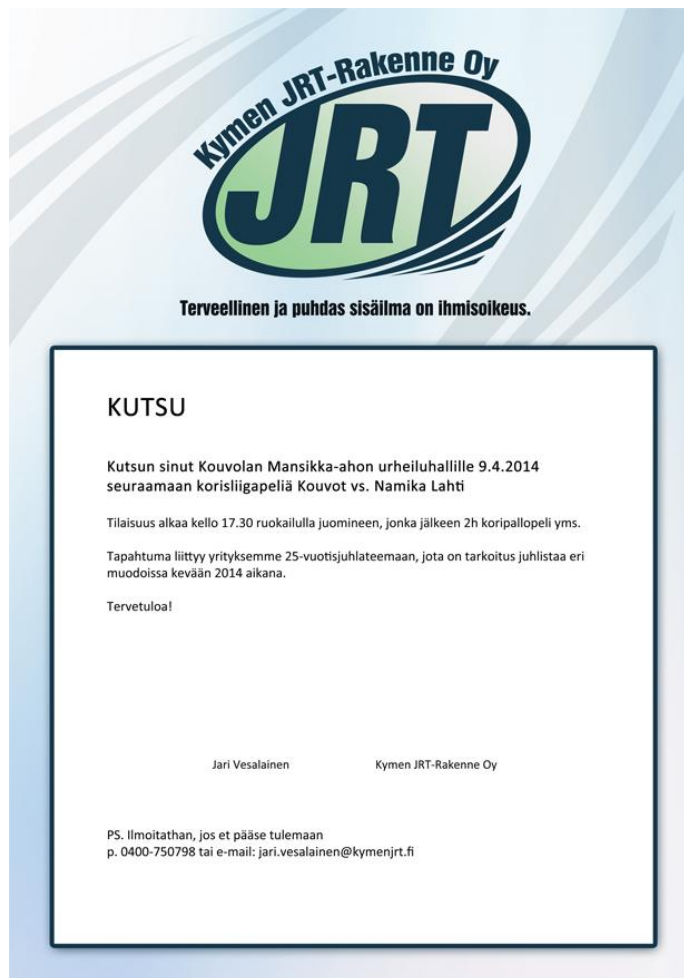 Kymen JRT-Rakenne Oy
JRT
Terveellinen ja puhdas sisäilma on ihmisoikeus.
KUTSU
Kutsun sinut Kouvolan Mansikka-ahon urheiluhallille 9.4.2014
seuraamaan korisliigapeliä Kouvot vs. Namika Lahti
Tilaisuus alkaa kello 17.30 ruokailulla juomineen, jonka jälkeen 2h koripallopeli yms.
Tapahtuma liittyy yrityksemme 25-vuotisjuhlateemaan, jota on tarkoitus juhlistaa eri
muodoissa kevään 2014 aikana.
Tervetuloa!
Jari Vesalainen Kymen JRT-Rakenne Oy
PS. Ilmoitathan, jos et pääse tulemaan
p. 0400-750798 tai e-mail: jari.vesalainen@kymenjrt.fi